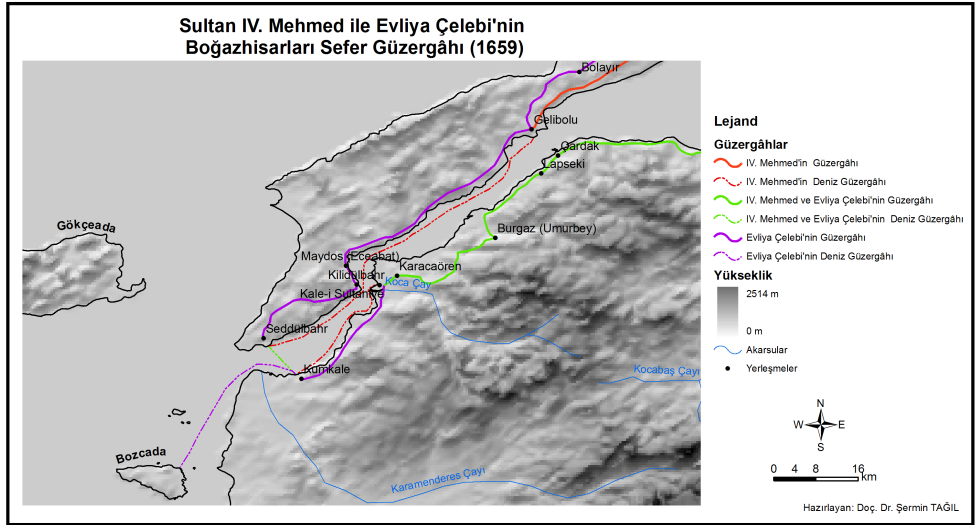 Sultan IV. Mehmed ile Evliya Çelebi'nin
Boğazhisarları Sefer Güzergâhı (1659)
Bolayır
Gelibolu
Çardak
Lapseki
Gökçeada
Burgaz (Umurbey)
Maydos (Eceabat)
Karacaören
Kilidülbahr
Koca Çay
Kale-i Sultaniye
Seddülbahr
Kumkale
Kocabaş Çayı
Bozcada
Karamenderes Çayı
Lejand
Güzergâhlar
IV. Mehmed'in Güzergâhı
IV. Mehmed'in Deniz Güzergâhı
IV. Mehmed ve Evliya Çelebi'nin Güzergâhı
IV. Mehmed ve Evliya Çelebi'nin Deniz Güzergâhı
Evliya Çelebi'nin Güzergâhı
Evliya Çelebi'nin Deniz Güzergâhı
Yükseklik
2514 m
0 m
Akarsular
Yerleşmeler
N
W E
S
0 4 8 16
km
Hazırlayan: Doç. Dr. Şermin TAĞIL